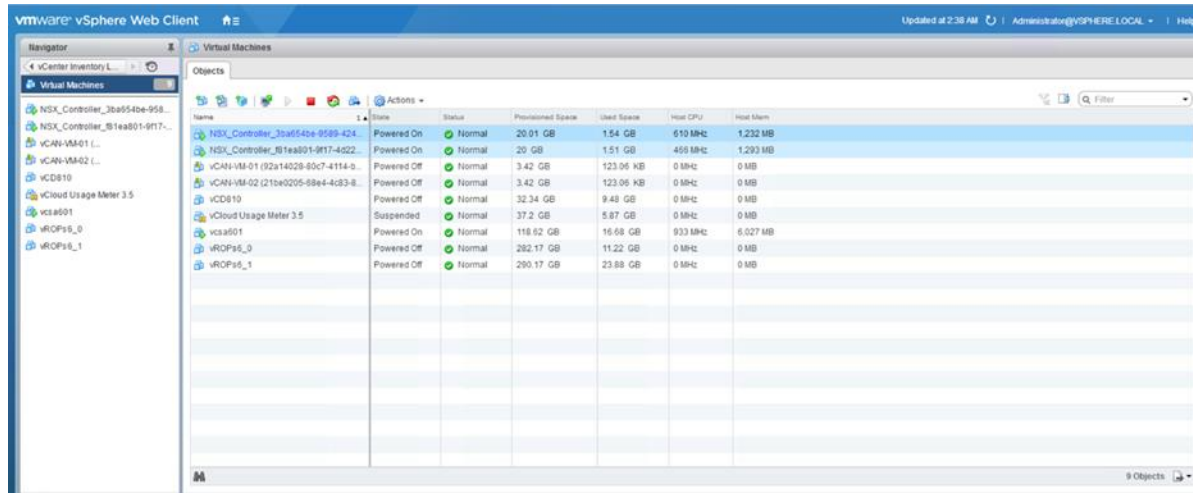 vmware® vSphere Web Client
Updated at 2:38 AM | Administrator@VSPHERE.LOCAL | Help
Navigator
Virtual Machines
vCenter Inventory L...
Objects
Virtual Machines
Actions
Filter
Name 1 State Status Provisioned Space Used Space Host CPU Host Mem
NSX_Controller_3ba654be-958...
NSX_Controller_f81ea801-9f17-...
vCAN-VM-01 (...
vCAN-VM-02 (...
vCD810
vCloud Usage Meter 3.5
vcsa601
vROPs6_0
vROPs6_1
NSX_Controller_3ba654be-9589-424... Powered On Normal 20.01 GB 1.54 GB 610 MHz 1,232 MB
NSX_Controller_f81ea801-9f17-4d22... Powered On Normal 20 GB 1.51 GB 466 MHz 1,293 MB
vCAN-VM-01 (92a14028-80c7-4114-b... Powered Off Normal 3.42 GB 123.06 KB 0 MHz 0 MB
vCAN-VM-02 (21be0205-68e4-4c83-8... Powered Off Normal 3.42 GB 123.06 KB 0 MHz 0 MB
vCD810 Powered Off Normal 32.34 GB 9.48 GB 0 MHz 0 MB
vCloud Usage Meter 3.5 Suspended Normal 37.2 GB 5.87 GB 0 MHz 0 MB
vcsa601 Powered On Normal 118.62 GB 16.68 GB 933 MHz 6,027 MB
vROPs6_0 Powered Off Normal 282.17 GB 11.22 GB 0 MHz 0 MB
vROPs6_1 Powered Off Normal 290.17 GB 23.88 GB 0 MHz 0 MB
9 Objects